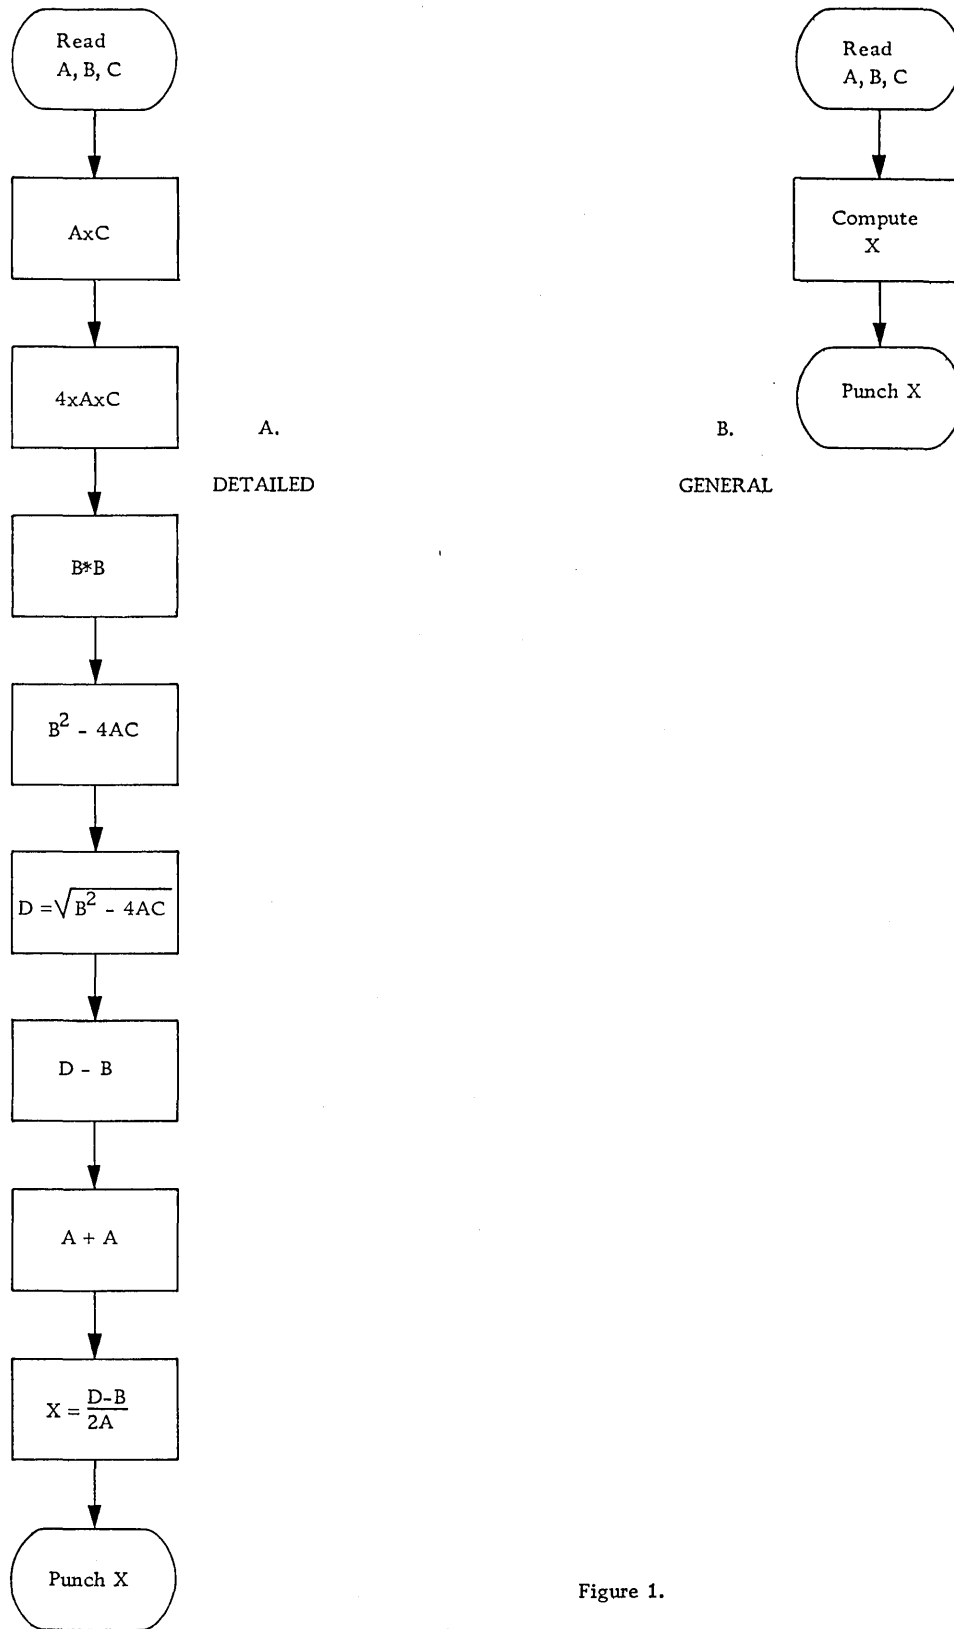 Read
A, B, C
AxC
4xAxC
A.
DETAILED
B*B
B² - 4AC
D = √B² - 4AC
D - B
A + A
X = D-B
2A
Punch X
Read
A, B, C
Compute
X
Punch X
B.
GENERAL
Figure 1.